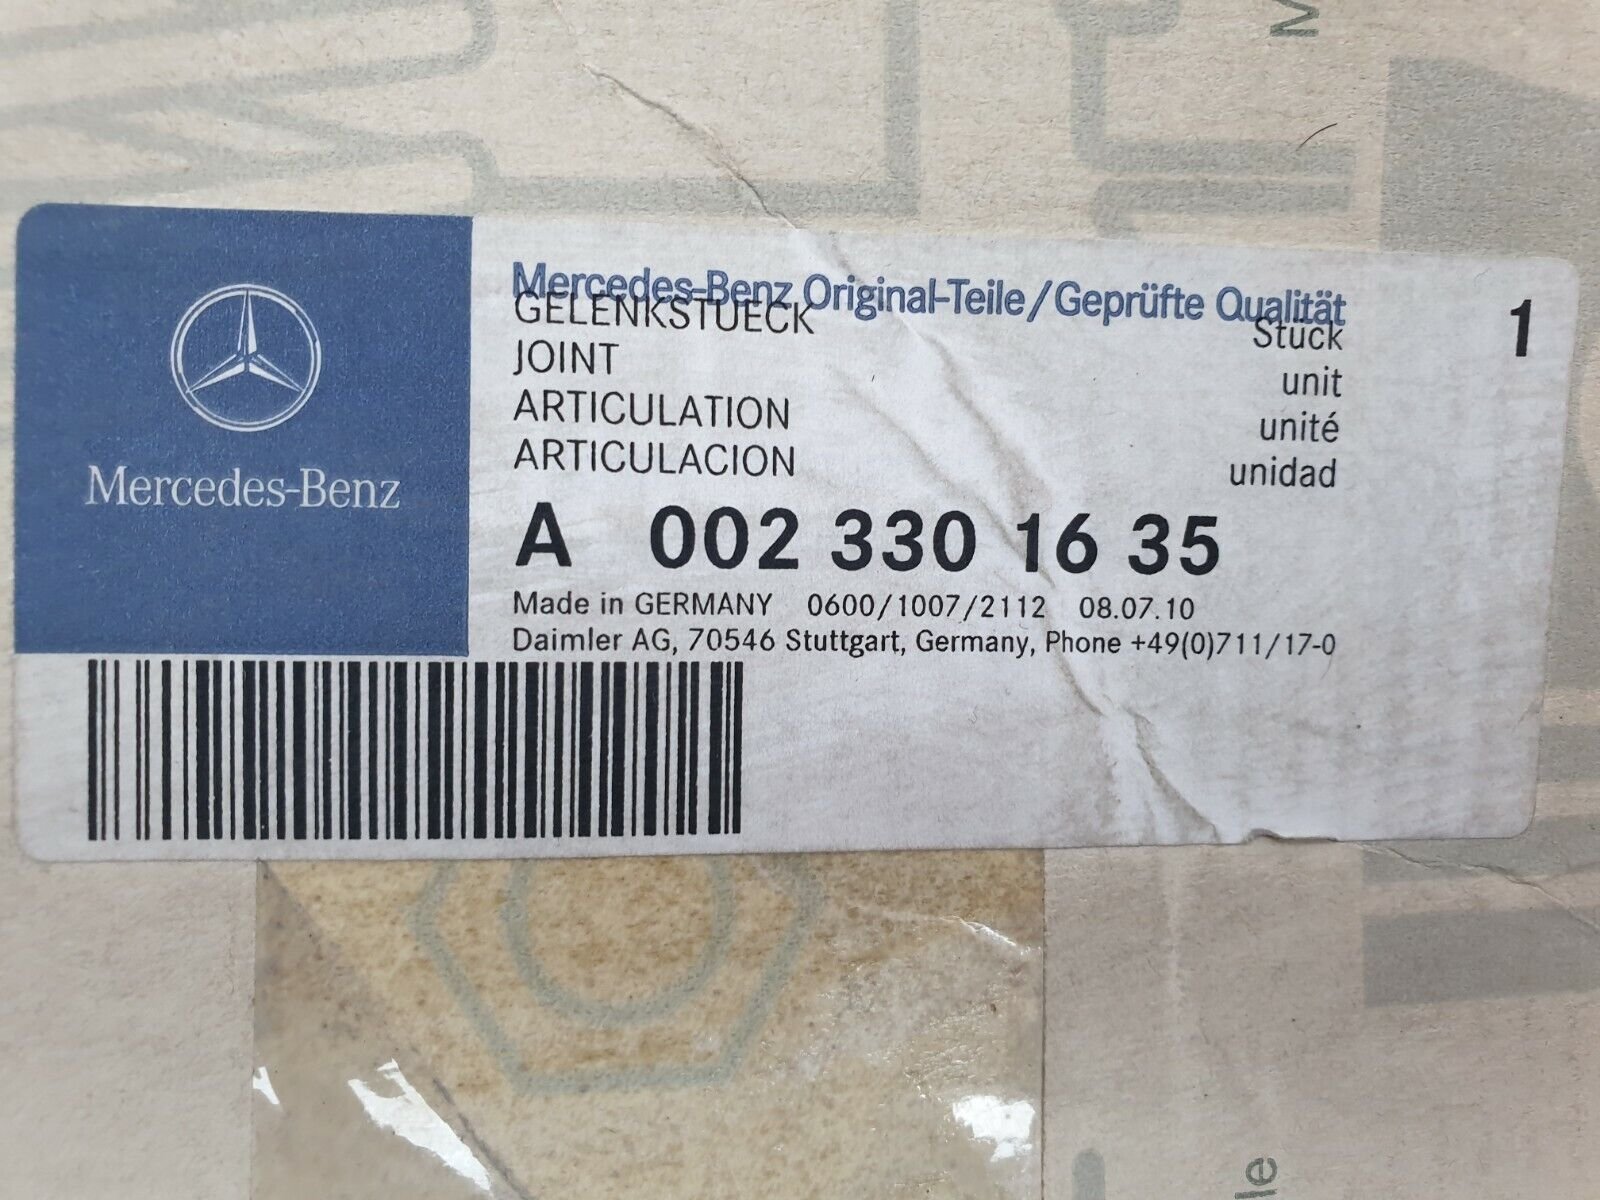 Mercedes-Benz
Mercedes-Benz Original-Teile/Geprüfte Qualität
GELENKSTUECK Stück 1
JOINT unit
ARTICULATION unité
ARTICULACION unidad
A 002 330 16 35
Made in GERMANY 0600/1007/2112 08.07.10
Daimler AG, 70546 Stuttgart, Germany, Phone +49(0)711/17-0